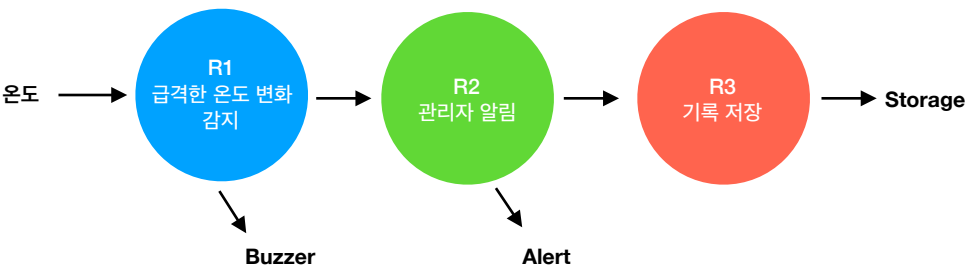 온도
R1
급격한 온도 변화
감지
R2
관리자 알림
R3
기록 저장
Storage
Buzzer
Alert